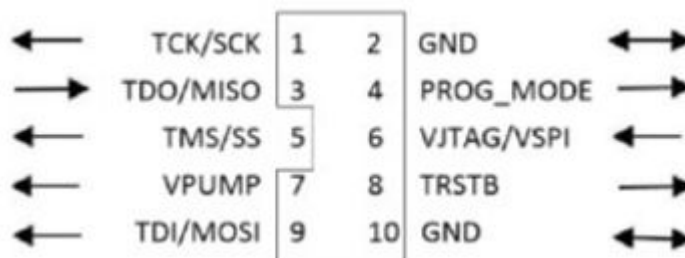 TCK/SCK 1 2 GND
TDO/MISO 3 4 PROG_MODE
TMS/SS 5 6 VJTAG/VSPI
VPUMP 7 8 TRSTB
TDI/MOSI 9 10 GND